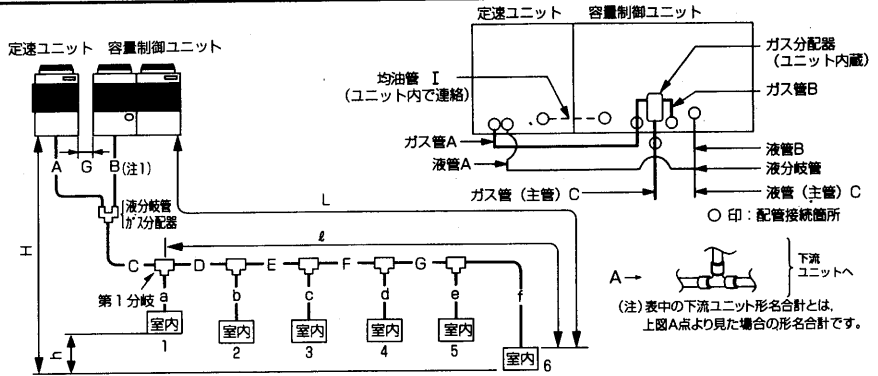 定速ユニット 容量制御ユニット
A
G
B(注1)
液分岐管
ガス分配器
H
L
ℓ
C
D
E
F
G
第1分岐
a
b
c
d
e
f
室内
1
室内
2
室内
3
室内
4
室内
5
室内
6
h
定速ユニット 容量制御ユニット
均油管 I
(ユニット内で連絡)
ガス分配器
(ユニット内蔵)
ガス管B
ガス管A
液管A
液管B
液分岐管
ガス管(主管)C
液管(主管)C
○印:配管接続箇所
A→
下流
ユニットへ
(注)表中の下流ユニット形名合計とは,
上図A点より見た場合の形名合計です。